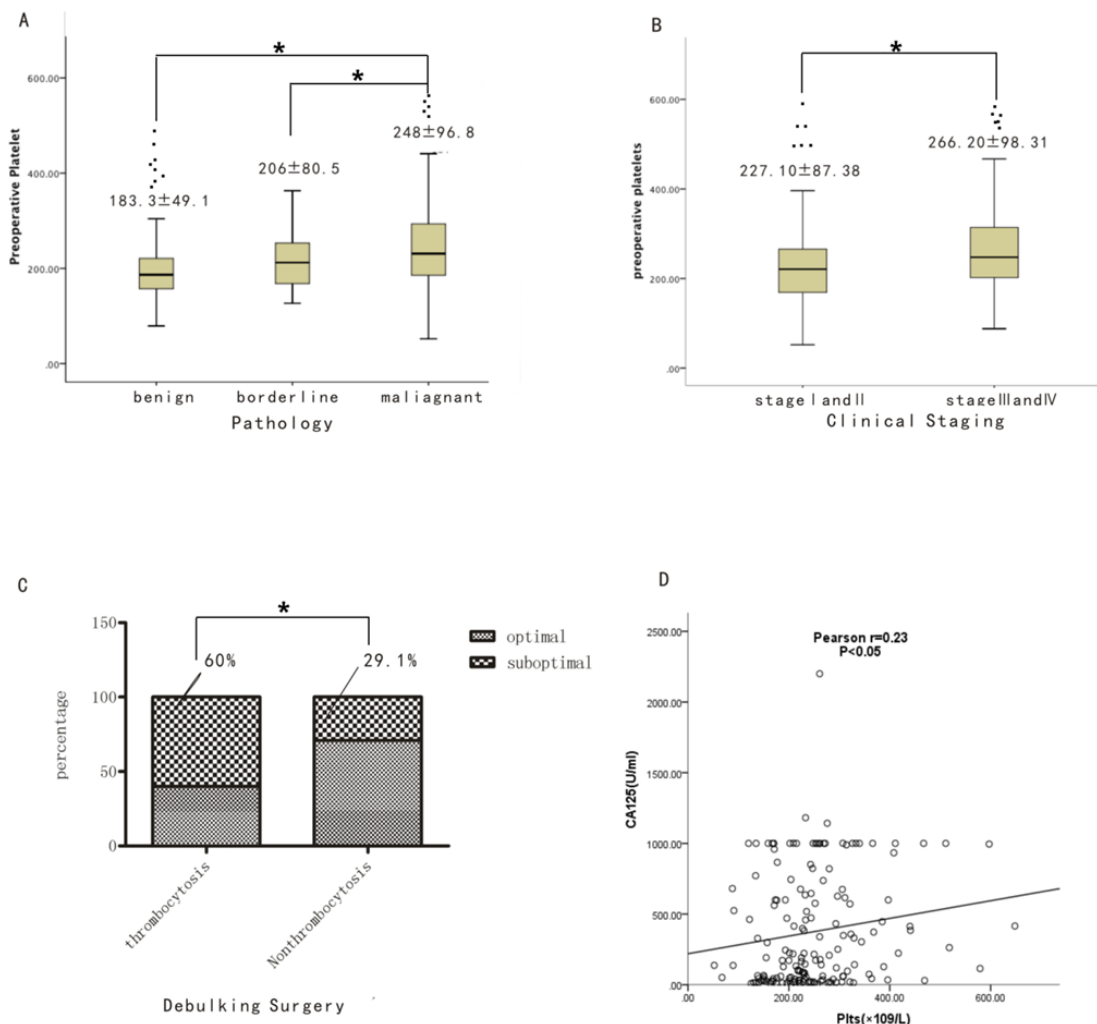 A
Preoperative Platelet
600.00
400.00
200.00
.00
*
*
183.3±49.1
206±80.5
248±96.8
benign
borderline
maliagnant
Pathology
B
preoperative platelets
600.00
400.00
200.00
.00
*
227.10±87.38
266.20±98.31
stageⅠandⅡ
stageⅢandⅣ
Clinical Staging
C
percentage
150
100
50
0
*
60%
29.1%
optimal
suboptimal
thrombocytosis
Nonthrombocytosis
Debulking Surgery
D
CA125(U/ml)
2500.00
2000.00
1500.00
1000.00
500.00
.00
Pearson r=0.23
P<0.05
.00
200.00
400.00
600.00
Plts(×109/L)